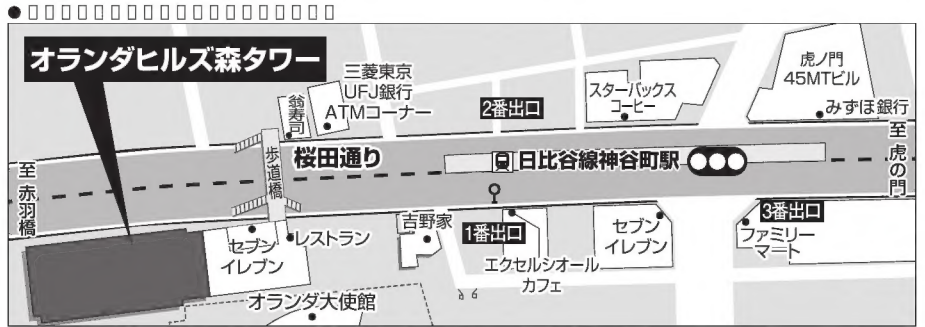 オランダヒルズ森タワー
三菱東京
UFJ銀行
ATMコーナー
翁寿司
2番出口
スターバックス
コーヒー
虎ノ門
45MTビル
みずほ銀行
至 赤羽橋
歩道橋
桜田通り
日比谷線神谷町駅
至 虎の門
セブン
イレブン
レストラン
吉野家
1番出口
エクセルシオール
カフェ
セブン
イレブン
3番出口
ファミリー
マート
オランダ大使館